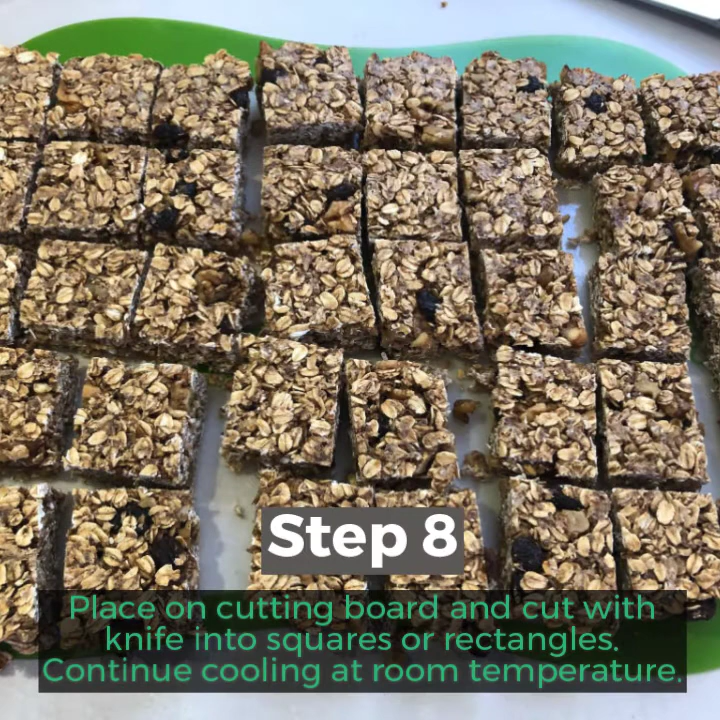 Step 8
Place on cutting board and cut with
knife into squares or rectangles.
Continue cooling at room temperature.